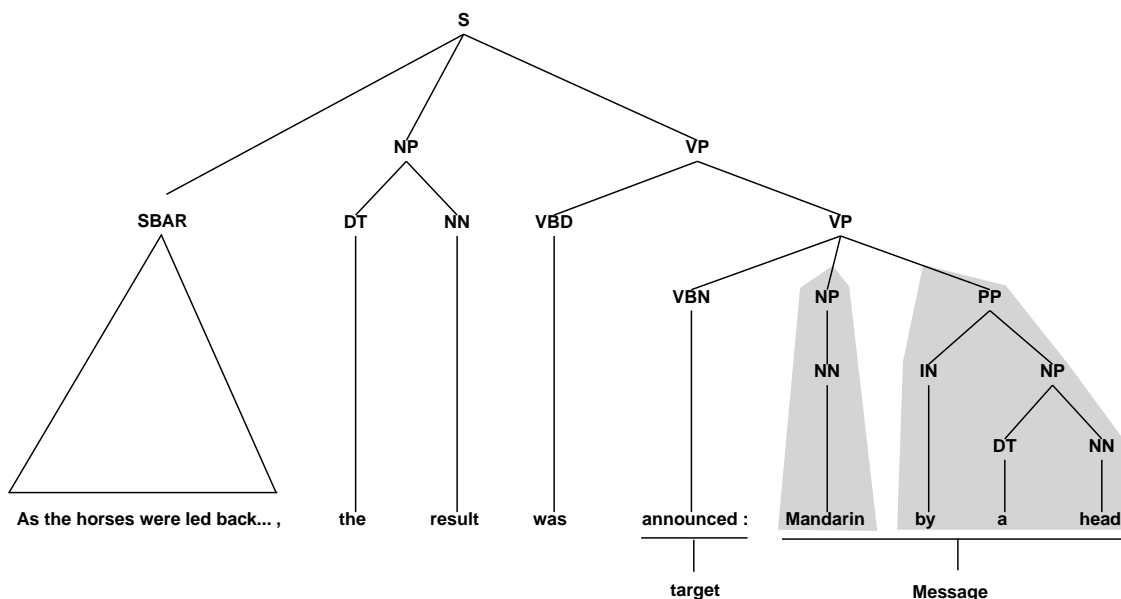 S
NP VP
SBAR DT NN VBD VP
VBN NP PP
NN IN NP
DT NN
As the horses were led back... , the result was announced : Mandarin by a head
target Message